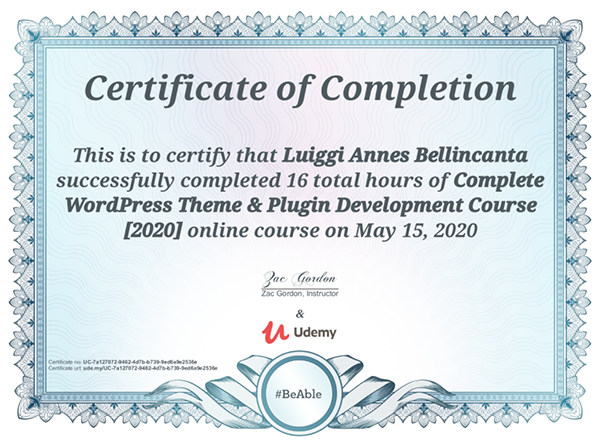 Certificate of Completion
This is to certify that Luiggi Annes Bellincanta
successfully completed 16 total hours of Complete
WordPress Theme & Plugin Development Course
[2020] online course on May 15, 2020
Zac Gordon
Zac Gordon, Instructor
&
Udemy
Certificate no: UC-7a127072-9462-4d7b-b739-9ed6a9e2536e
Certificate url: ude.my/UC-7a127072-9462-4d7b-b739-9ed6a9e2536e
#BeAble